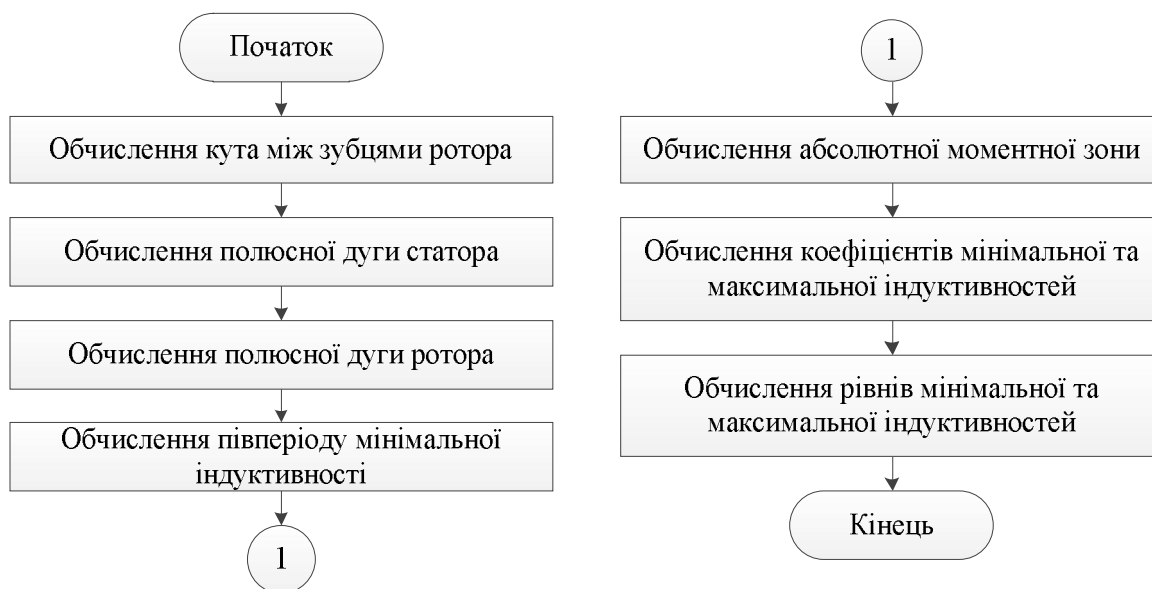 Початок
Обчислення кута між зубцями ротора
Обчислення полюсної дуги статора
Обчислення полюсної дуги ротора
Обчислення півперіоду мінімальної
індуктивності
1
1
Обчислення абсолютної моментної зони
Обчислення коефіцієнтів мінімальної та
максимальної індуктивностей
Обчислення рівнів мінімальної та
максимальної індуктивностей
Кінець